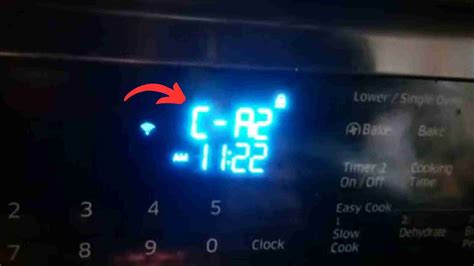 C-A2
AM 11:22
Lower / Single Oven
Bake Bake
Timer 2 Cooking
On / Off Time
2 3 4 5
Easy Cook
1
Slow Dehydrate
Cook
7 8 9 0 Clock